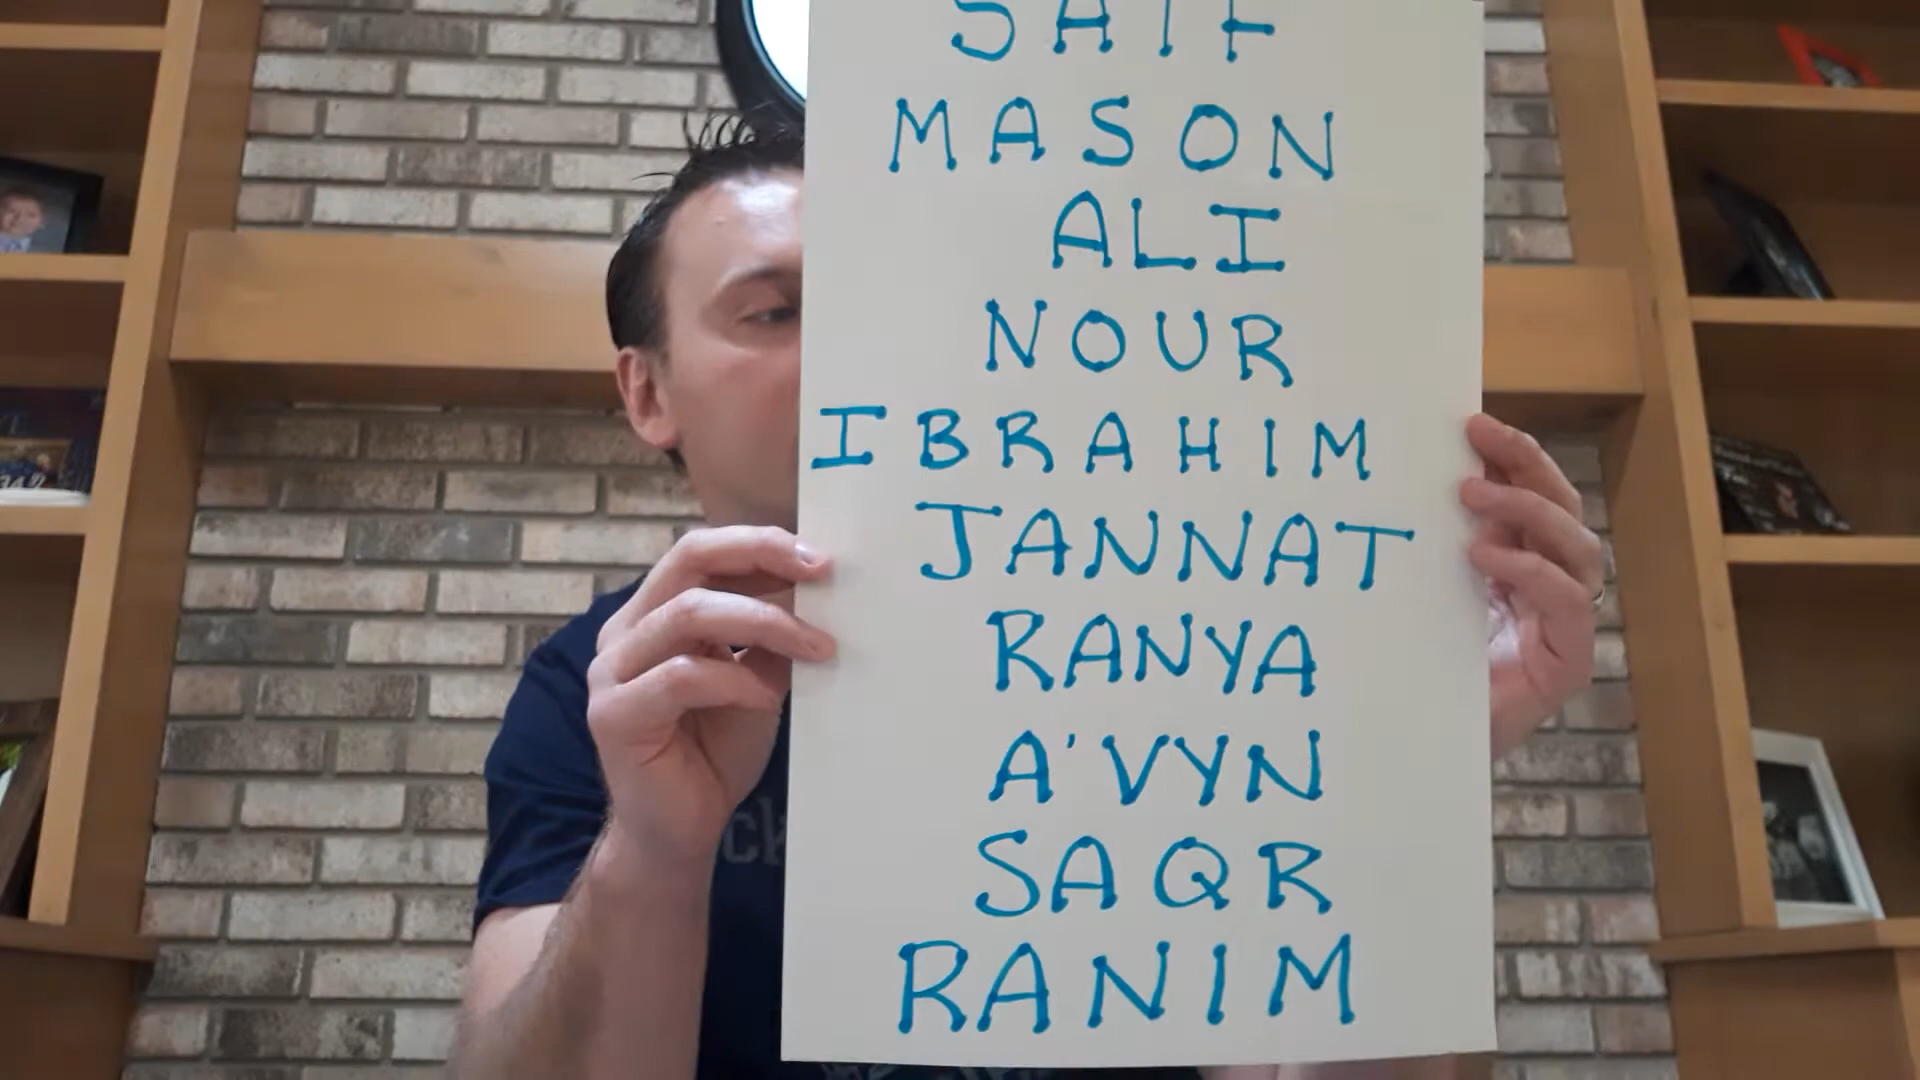 SAIF
MASON
ALI
NOUR
IBRAHIM
JANNAT
RANYA
A'VYN
SAQR
RANIM